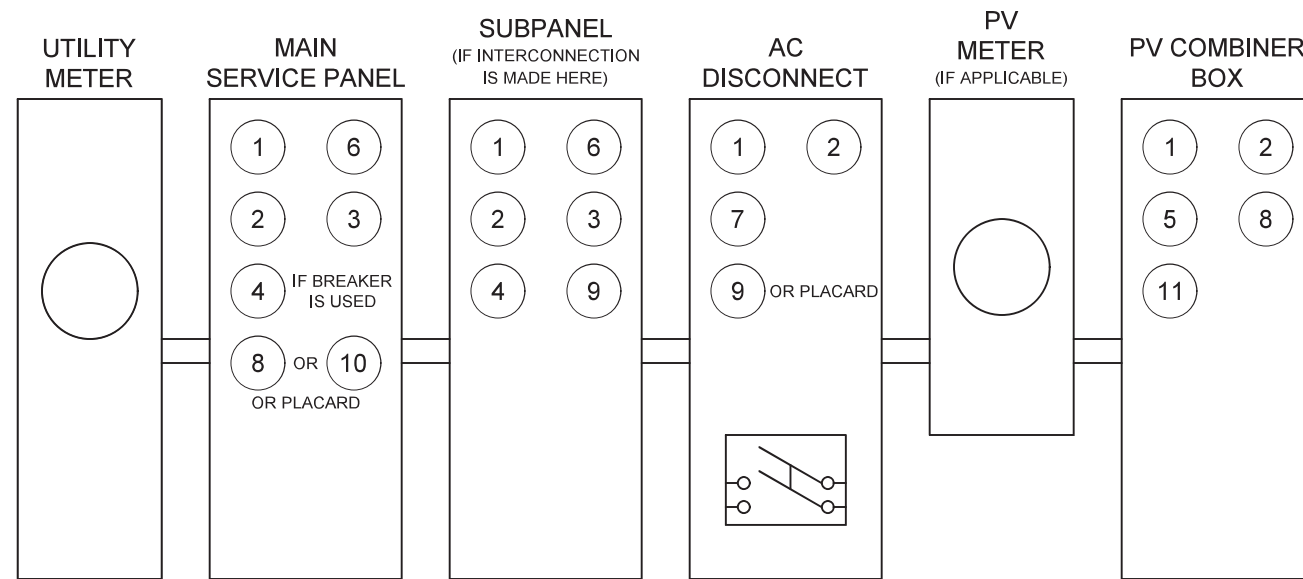 UTILITY
METER
MAIN
SERVICE PANEL
SUBPANEL
(IF INTERCONNECTION
IS MADE HERE)
AC
DISCONNECT
PV
METER
(IF APPLICABLE)
PV COMBINER
BOX
1 6
2 3
4 IF BREAKER
IS USED
8 OR 10
OR PLACARD
1 6
2 3
4 9
1 2
7
9 OR PLACARD
1 2
5 8
11